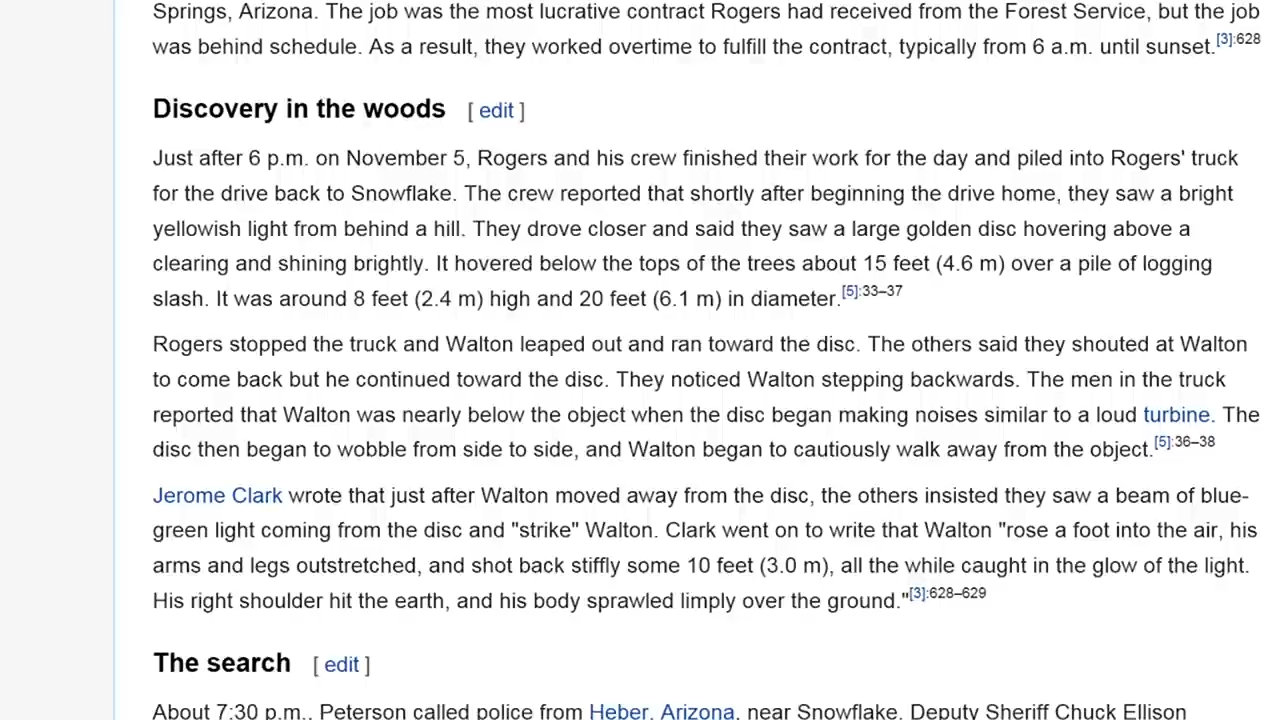 Springs, Arizona. The job was the most lucrative contract Rogers had received from the Forest Service, but the job
was behind schedule. As a result, they worked overtime to fulfill the contract, typically from 6 a.m. until sunset.[3]:628
Discovery in the woods [ edit ]
Just after 6 p.m. on November 5, Rogers and his crew finished their work for the day and piled into Rogers' truck
for the drive back to Snowflake. The crew reported that shortly after beginning the drive home, they saw a bright
yellowish light from behind a hill. They drove closer and said they saw a large golden disc hovering above a
clearing and shining brightly. It hovered below the tops of the trees about 15 feet (4.6 m) over a pile of logging
slash. It was around 8 feet (2.4 m) high and 20 feet (6.1 m) in diameter.[5]:33–37
Rogers stopped the truck and Walton leaped out and ran toward the disc. The others said they shouted at Walton
to come back but he continued toward the disc. They noticed Walton stepping backwards. The men in the truck
reported that Walton was nearly below the object when the disc began making noises similar to a loud turbine. The
disc then began to wobble from side to side, and Walton began to cautiously walk away from the object.[5]:36–38
Jerome Clark wrote that just after Walton moved away from the disc, the others insisted they saw a beam of blue-
green light coming from the disc and "strike" Walton. Clark went on to write that Walton "rose a foot into the air, his
arms and legs outstretched, and shot back stiffly some 10 feet (3.0 m), all the while caught in the glow of the light.
His right shoulder hit the earth, and his body sprawled limply over the ground."[3]:628–629
The search [ edit ]
About 7:30 p.m., Peterson called police from Heber, Arizona, near Snowflake. Deputy Sheriff Chuck Ellison